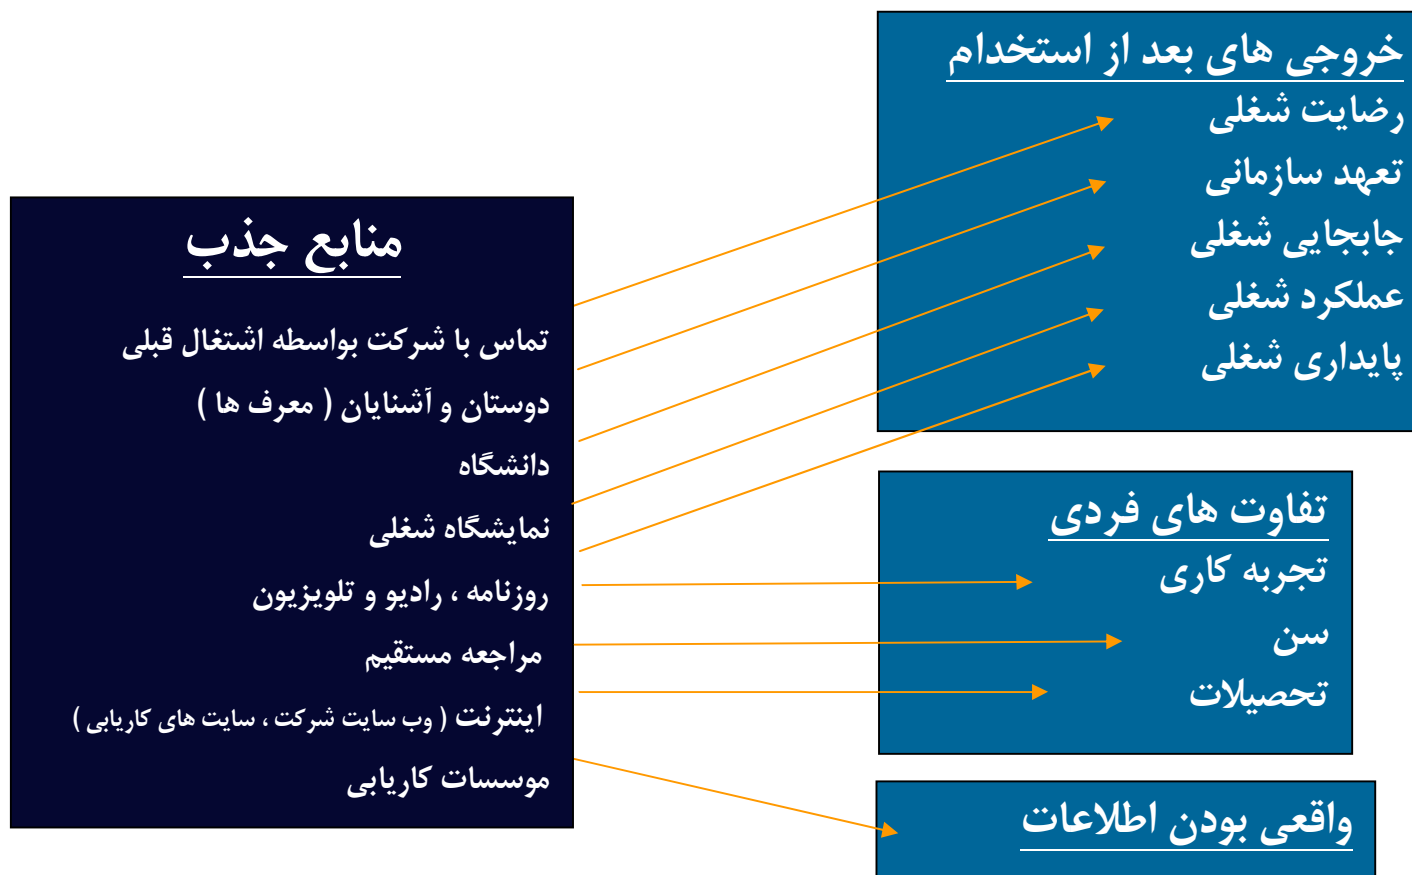 خروجی های بعد از استخدام
رضایت شغلی
تعهد سازمانی
جابجایی شغلی
عملکرد شغلی
پایداری شغلی
منابع جذب
تماس با شرکت بواسطه اشتغال قبلی
دوستان و آشنایان ( معرف ها )
دانشگاه
نمایشگاه شغلی
روزنامه ، رادیو و تلویزیون
مراجعه مستقیم
اینترنت ( وب سایت شرکت ، سایت های کاریابی )
موسسات کاریابی
تفاوت های فردی
تجربه کاری
سن
تحصیلات
واقعی بودن اطلاعات